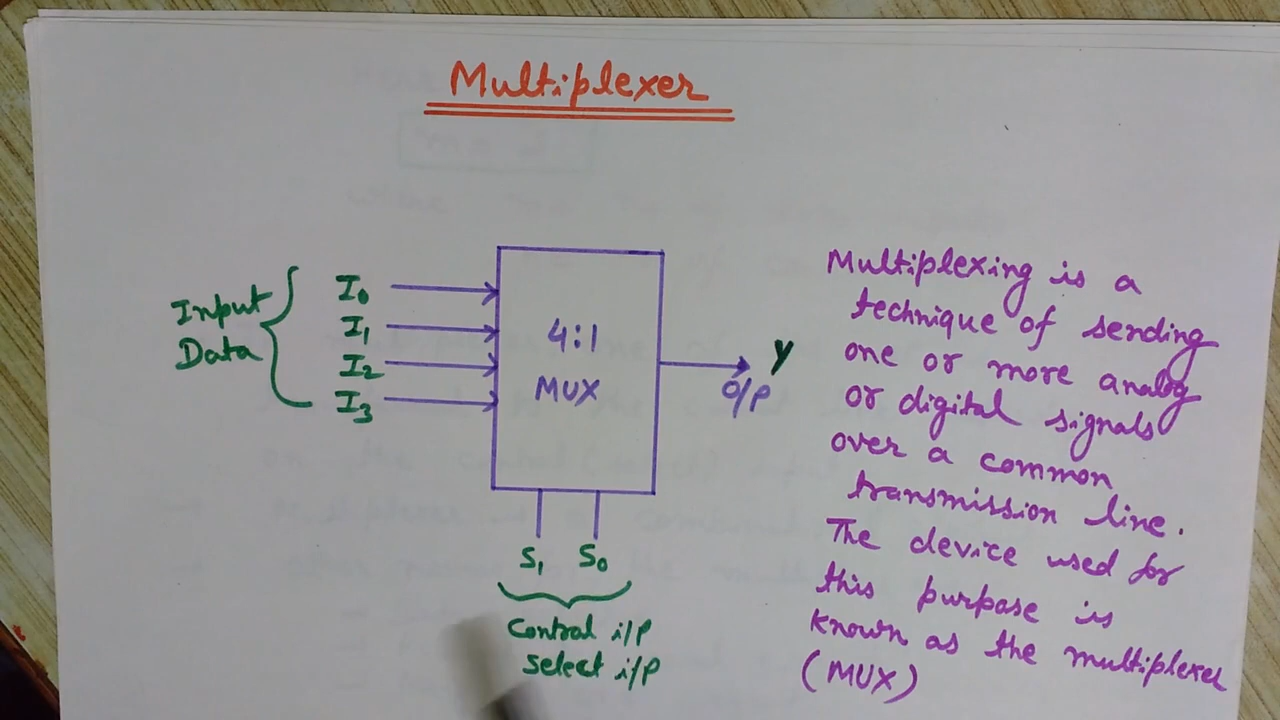 Multiplexer
Input
Data
I0
I1
I2
I3
4:1
MUX
Y
O/P
S1 S0
Control i/P
Select i/P
Multiplexing is a
technique of sending
one or more analog
or digital signals
over a common
transmission line.
The device used for
this purpase is
known as the multiplexer
(MUX)